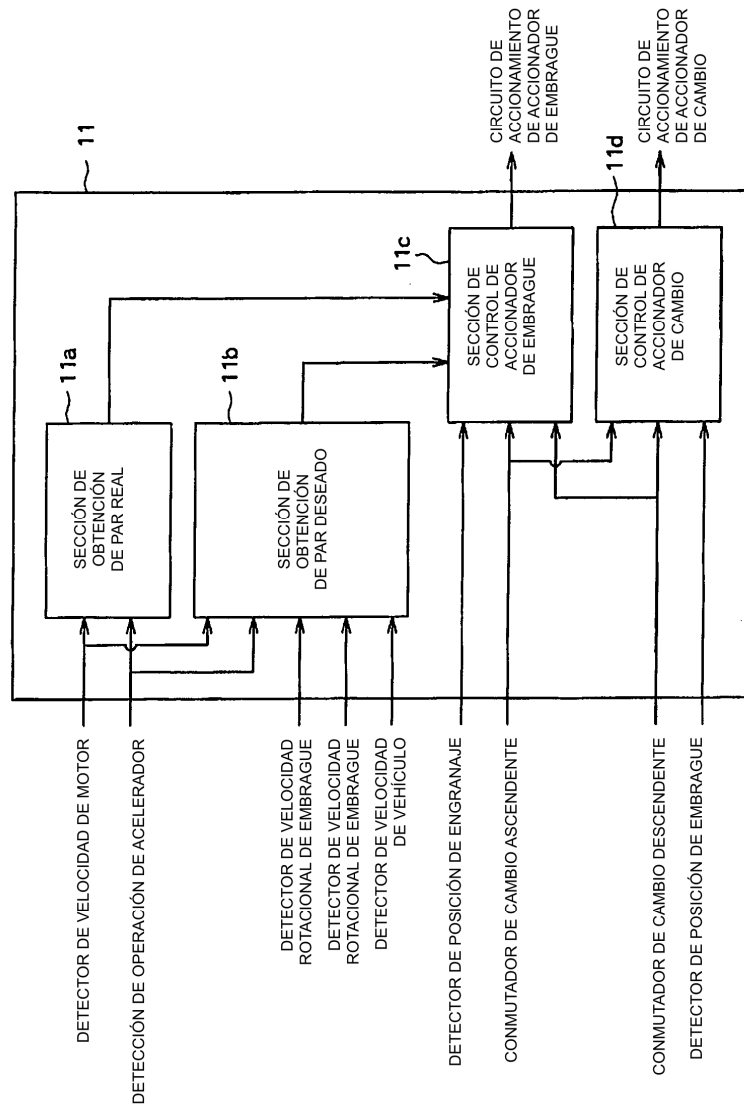 DETECTOR DE VELOCIDAD DE MOTOR
DETECCIÓN DE OPERACIÓN DE ACELERADOR
DETECTOR DE VELOCIDAD
ROTACIONAL DE EMBRAGUE
DETECTOR DE VELOCIDAD
ROTACIONAL DE EMBRAGUE
DETECTOR DE VELOCIDAD
DE VEHÍCULO
DETECTOR DE POSICIÓN DE ENGRANAJE
CONMUTADOR DE CAMBIO ASCENDENTE
CONMUTADOR DE CAMBIO DESCENDENTE
DETECTOR DE POSICIÓN DE EMBRAGUE
11
11a
SECCIÓN DE
OBTENCIÓN
DE PAR REAL
11b
SECCIÓN DE
OBTENCIÓN
DE PAR DESEADO
11c
SECCIÓN DE
CONTROL DE
ACCIONADOR
DE EMBRAGUE
11d
SECCIÓN DE
CONTROL DE
ACCIONADOR
DE CAMBIO
CIRCUITO DE
ACCIONAMIENTO
DE ACCIONADOR
DE EMBRAGUE
CIRCUITO DE
ACCIONAMIENTO
DE ACCIONADOR
DE CAMBIO